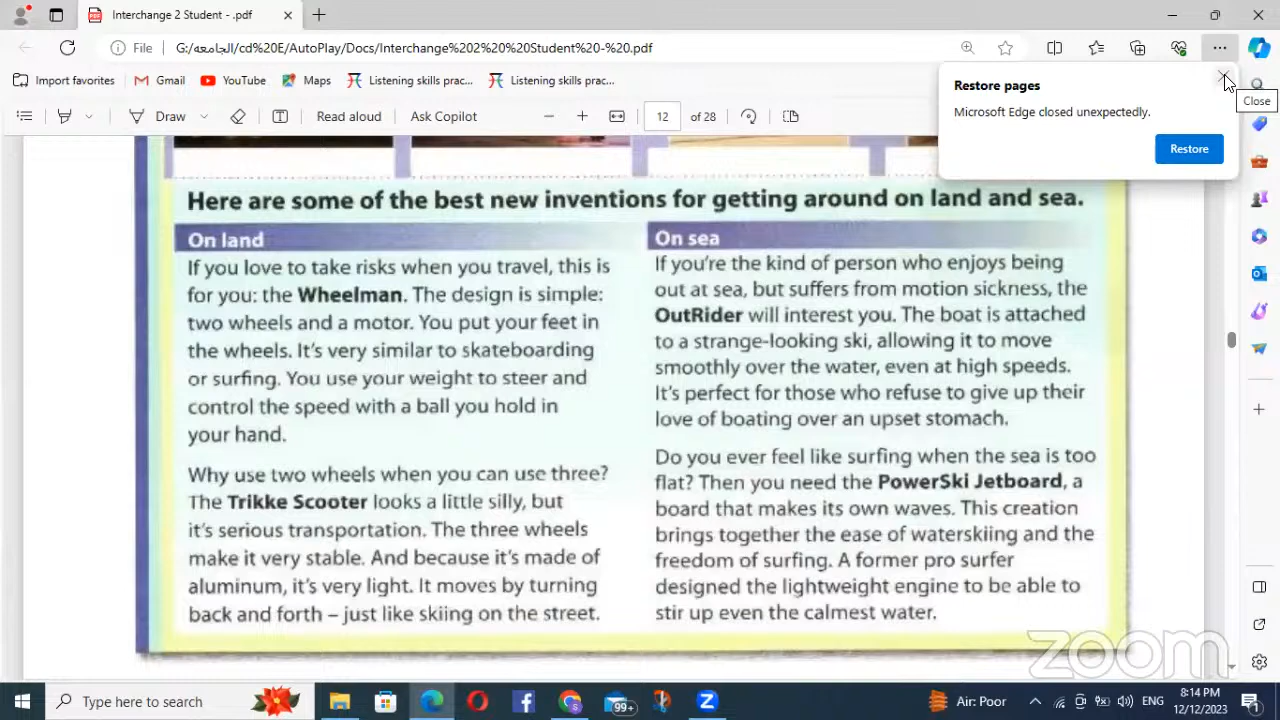 Interchange 2 Student - .pdf
File
G:/الجامعه/cd%20E/AutoPlay/Docs/Interchange%202%20%20Student%20-%20.pdf
Import favorites
Gmail
YouTube
Maps
Listening skills prac...
Listening skills prac...
Restore pages
Microsoft Edge closed unexpectedly.
Restore
Close
Draw
Read aloud
Ask Copilot
12
of 28
Here are some of the best new inventions for getting around on land and sea.
On land
If you love to take risks when you travel, this is
for you: the Wheelman. The design is simple:
two wheels and a motor. You put your feet in
the wheels. It's very similar to skateboarding
or surfing. You use your weight to steer and
control the speed with a ball you hold in
your hand.
Why use two wheels when you can use three?
The Trikke Scooter looks a little silly, but
it's serious transportation. The three wheels
make it very stable. And because it's made of
aluminum, it's very light. It moves by turning
back and forth – just like skiing on the street.
On sea
If you're the kind of person who enjoys being
out at sea, but suffers from motion sickness, the
OutRider will interest you. The boat is attached
to a strange-looking ski, allowing it to move
smoothly over the water, even at high speeds.
It's perfect for those who refuse to give up their
love of boating over an upset stomach.
Do you ever feel like surfing when the sea is too
flat? Then you need the PowerSki Jetboard, a
board that makes its own waves. This creation
brings together the ease of waterskiing and the
freedom of surfing. A former pro surfer
designed the lightweight engine to be able to
stir up even the calmest water.
zoom
Type here to search
99+
Air: Poor
ENG
8:14 PM
12/12/2023
1